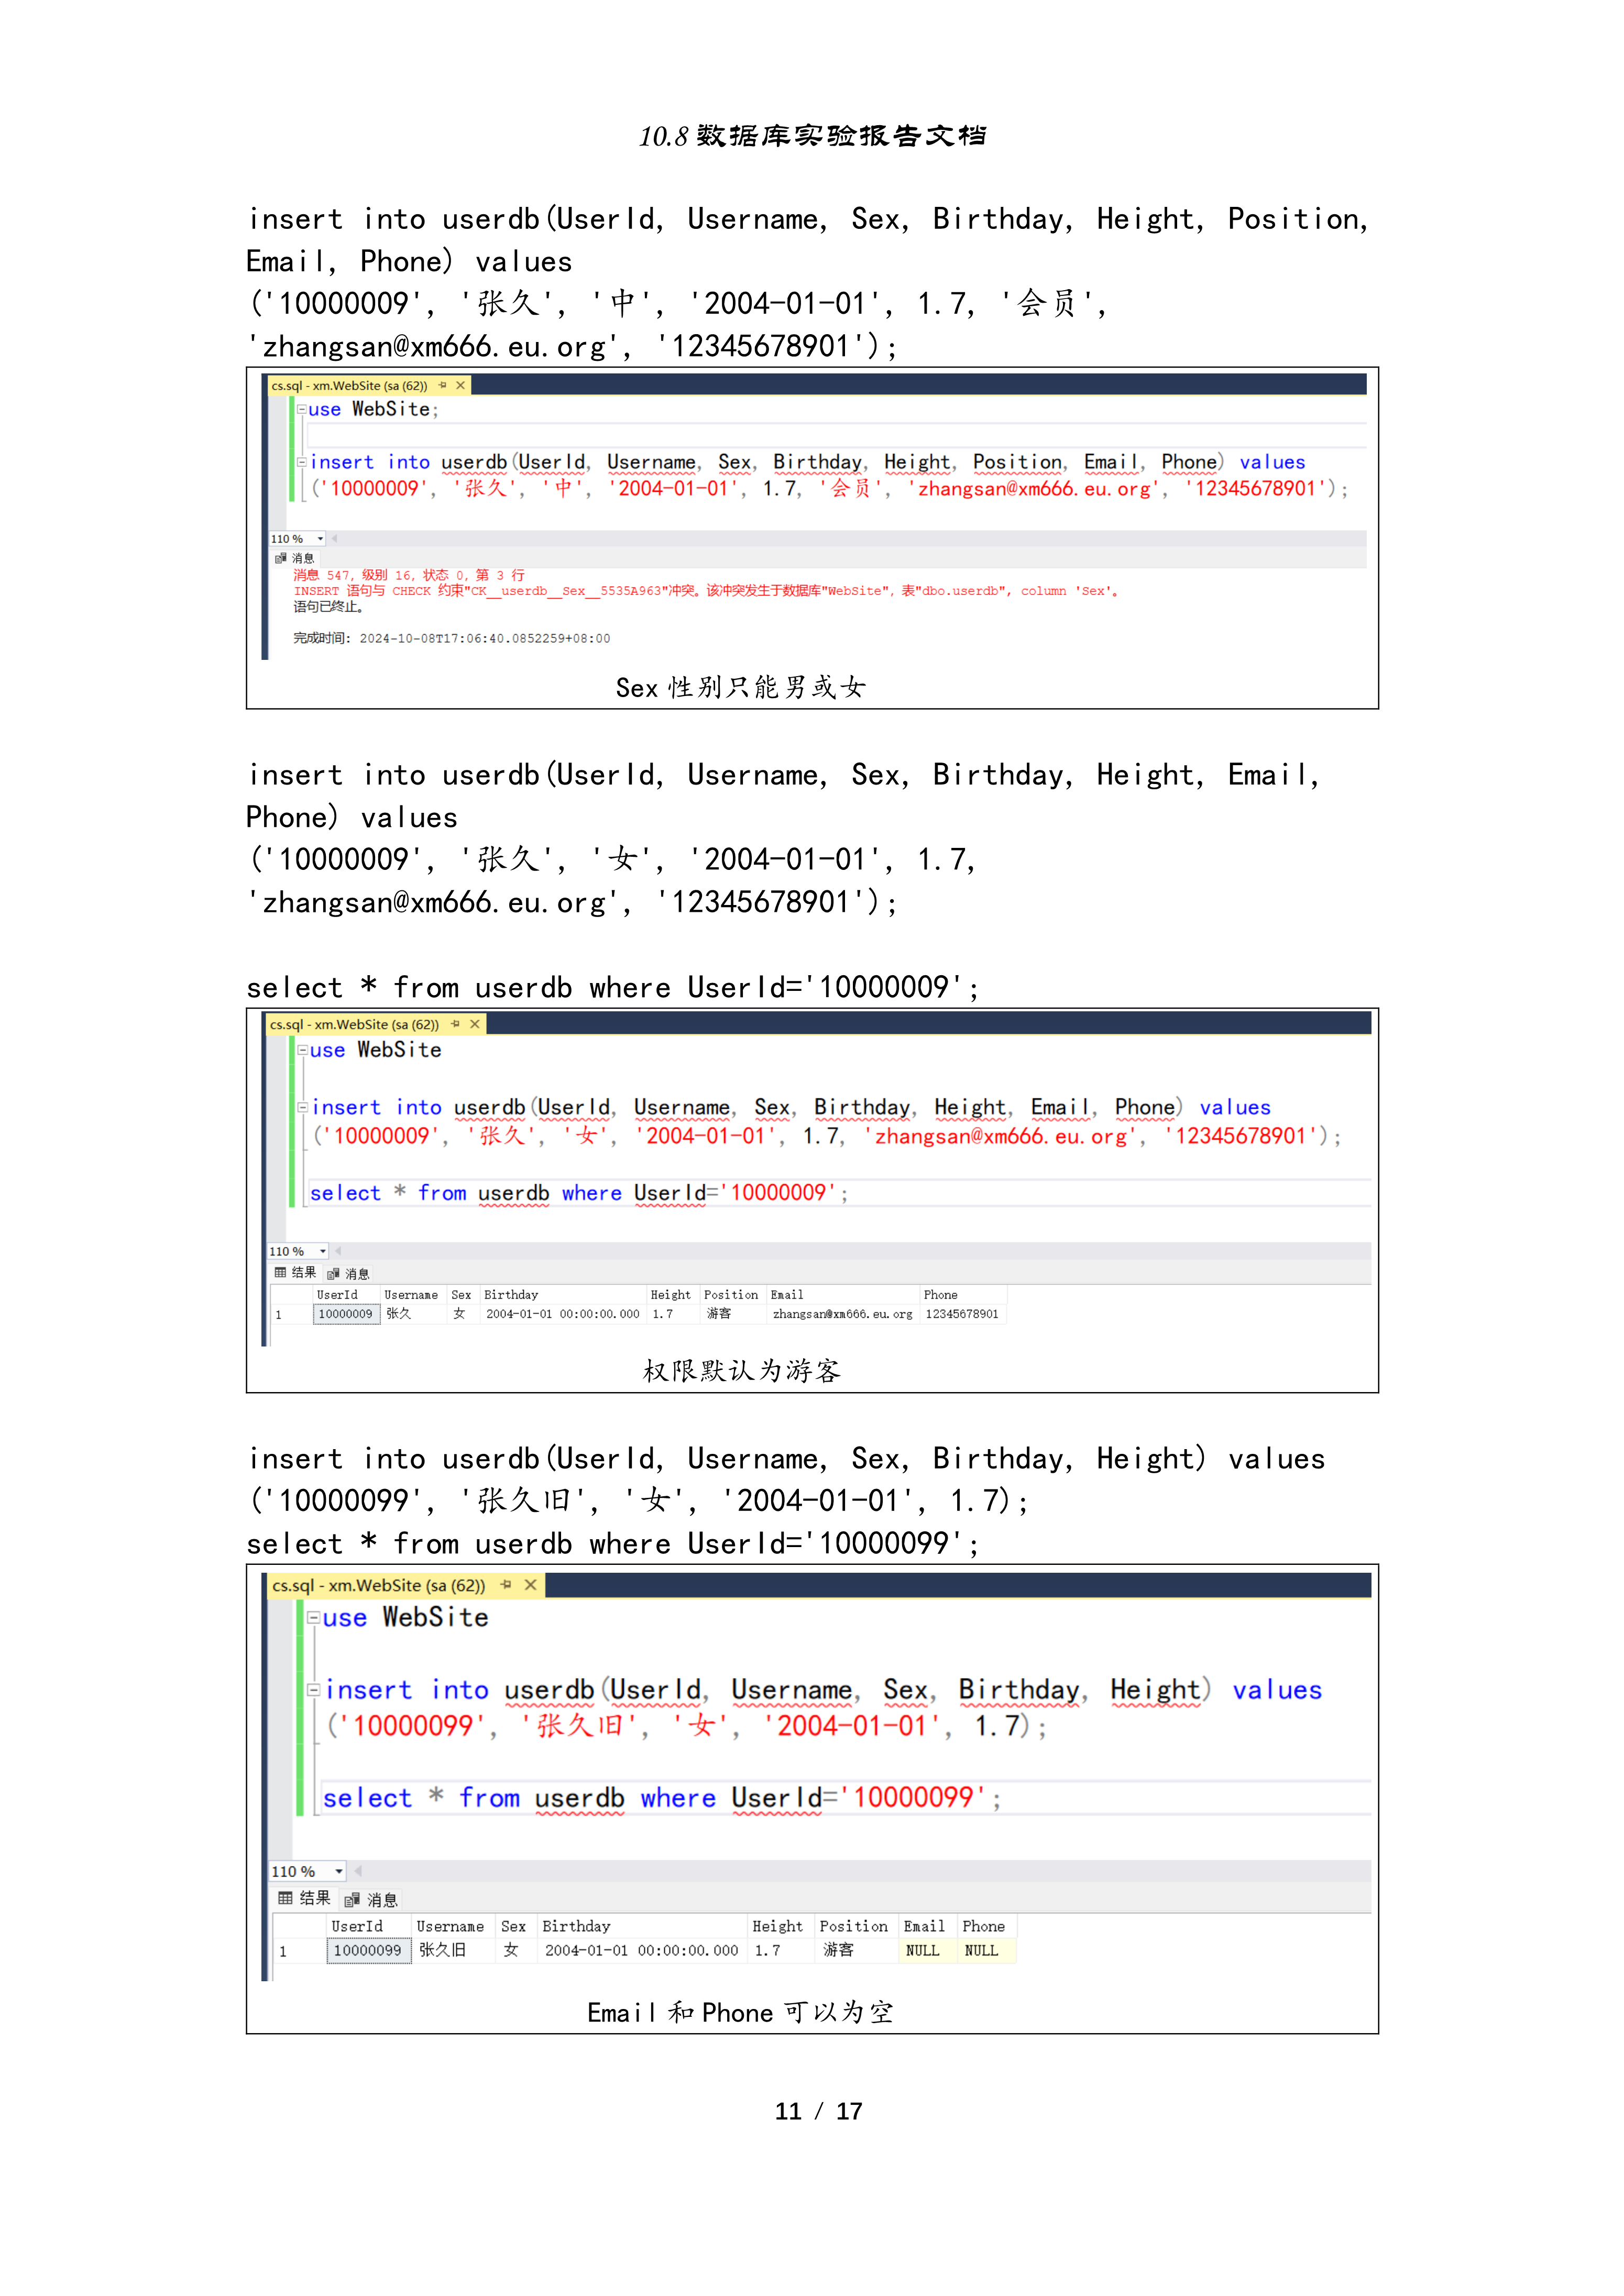 10.8数据库实验报告文档
insert into userdb(UserId, Username, Sex, Birthday, Height, Position,
Email, Phone) values
('10000009', '张久', '中', '2004-01-01', 1.7, '会员',
'zhangsan@xm666.eu.org', '12345678901');
cs.sql - xm.WebSite (sa (62))
use WebSite;
insert into userdb(UserId, Username, Sex, Birthday, Height, Position, Email, Phone) values
('10000009', '张久', '中', '2004-01-01', 1.7, '会员', 'zhangsan@xm666.eu.org', '12345678901');
110 %
消息
消息 547, 级别 16, 状态 0, 第 3 行
INSERT 语句与 CHECK 约束"CK__userdb__Sex__5535A963"冲突。该冲突发生于数据库"WebSite", 表"dbo.userdb", column 'Sex'。
语句已终止。
完成时间: 2024-10-08T17:06:40.0852259+08:00
Sex 性别只能男或女
insert into userdb(UserId, Username, Sex, Birthday, Height, Email,
Phone) values
('10000009', '张久', '女', '2004-01-01', 1.7,
'zhangsan@xm666.eu.org', '12345678901');
select * from userdb where UserId='10000009';
cs.sql - xm.WebSite (sa (62))
use WebSite
insert into userdb(UserId, Username, Sex, Birthday, Height, Email, Phone) values
('10000009', '张久', '女', '2004-01-01', 1.7, 'zhangsan@xm666.eu.org', '12345678901');
select * from userdb where UserId='10000009';
110 %
结果 消息
UserId Username Sex Birthday Height Position Email Phone
1 10000009 张久 女 2004-01-01 00:00:00.000 1.7 游客 zhangsan@xm666.eu.org 12345678901
权限默认为游客
insert into userdb(UserId, Username, Sex, Birthday, Height) values
('10000099', '张久旧', '女', '2004-01-01', 1.7);
select * from userdb where UserId='10000099';
cs.sql - xm.WebSite (sa (62))
use WebSite
insert into userdb(UserId, Username, Sex, Birthday, Height) values
('10000099', '张久旧', '女', '2004-01-01', 1.7);
select * from userdb where UserId='10000099';
110 %
结果 消息
UserId Username Sex Birthday Height Position Email Phone
1 10000099 张久旧 女 2004-01-01 00:00:00.000 1.7 游客 NULL NULL
Email 和 Phone 可以为空
11 / 17